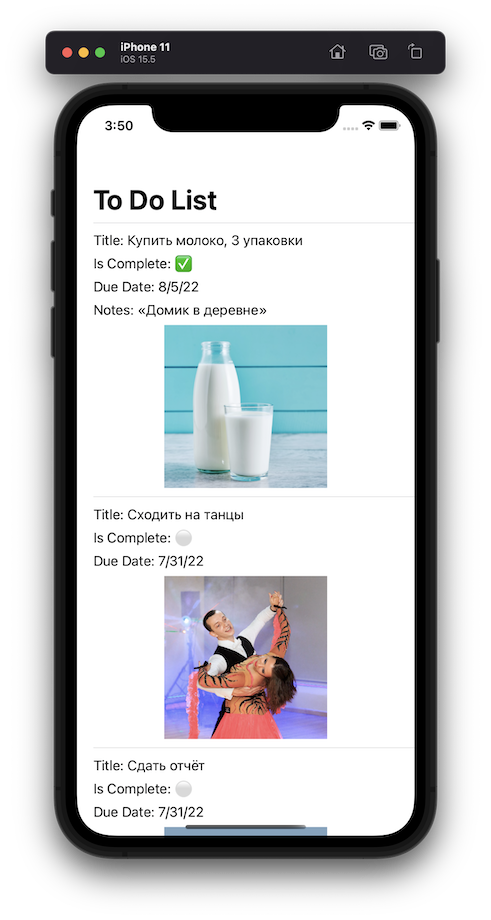 iPhone 11
iOS 15.5
3:50
To Do List
Title: Купить молоко, 3 упаковки
Is Complete: ✅
Due Date: 8/5/22
Notes: «Домик в деревне»
Title: Сходить на танцы
Is Complete: ⚪
Due Date: 7/31/22
Title: Сдать отчёт
Is Complete: ⚪
Due Date: 7/31/22